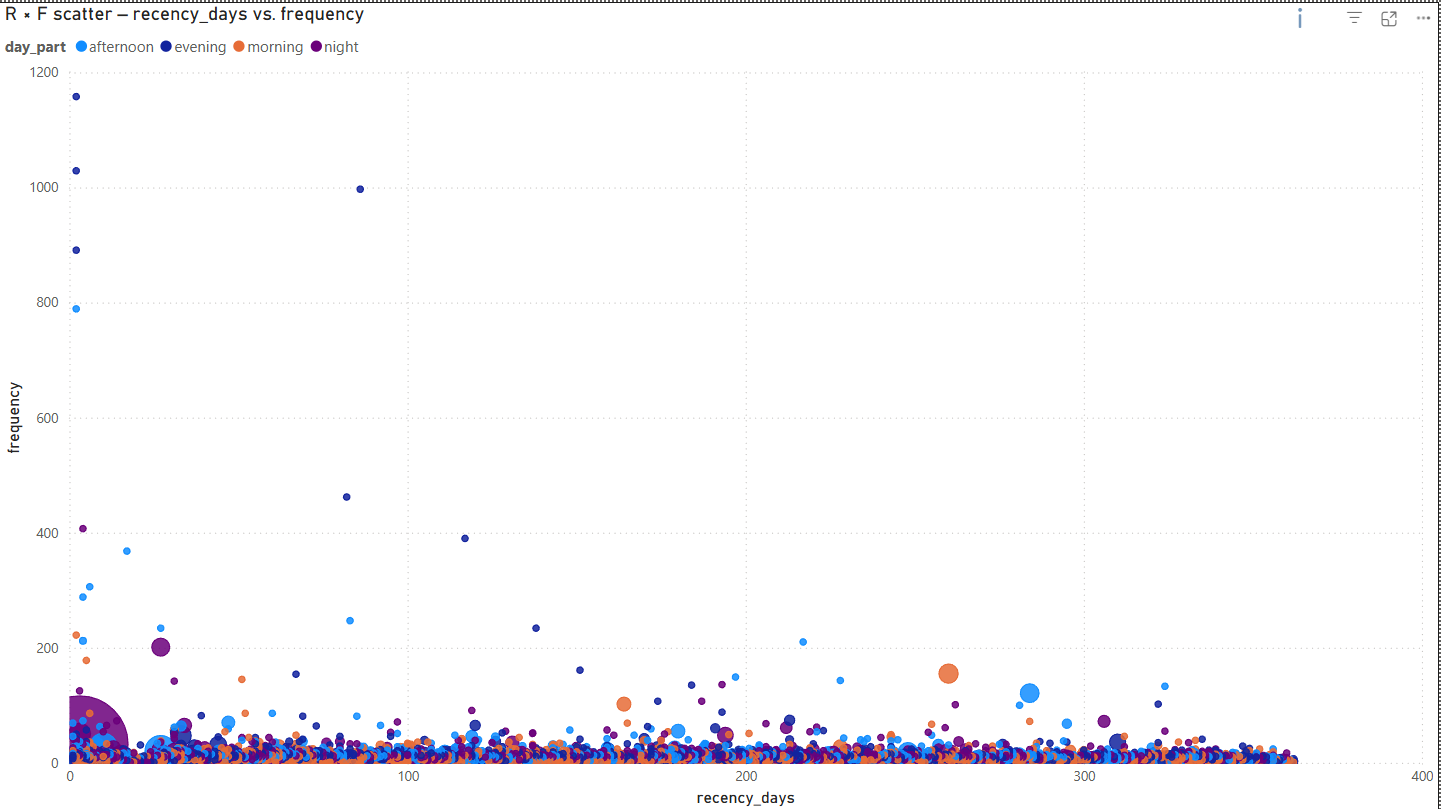 R × F scatter – recency_days vs. frequency
day_part afternoon evening morning night
1200
1000
800
600
400
200
0
frequency
0 100 200 300 400
recency_days